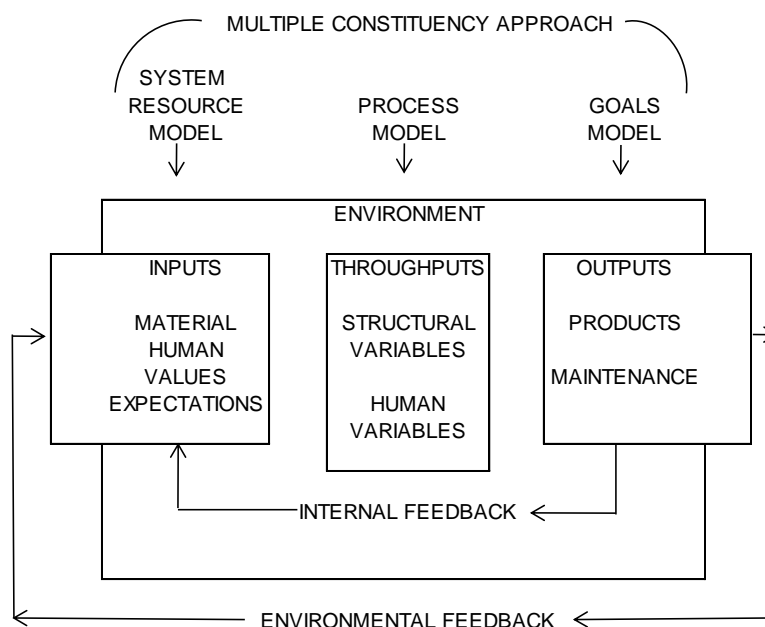 MULTIPLE CONSTITUENCY APPROACH
SYSTEM
RESOURCE
MODEL
PROCESS
MODEL
GOALS
MODEL
ENVIRONMENT
INPUTS
MATERIAL
HUMAN
VALUES
EXPECTATIONS
THROUGHPUTS
STRUCTURAL
VARIABLES
HUMAN
VARIABLES
OUTPUTS
PRODUCTS
MAINTENANCE
INTERNAL FEEDBACK
ENVIRONMENTAL FEEDBACK